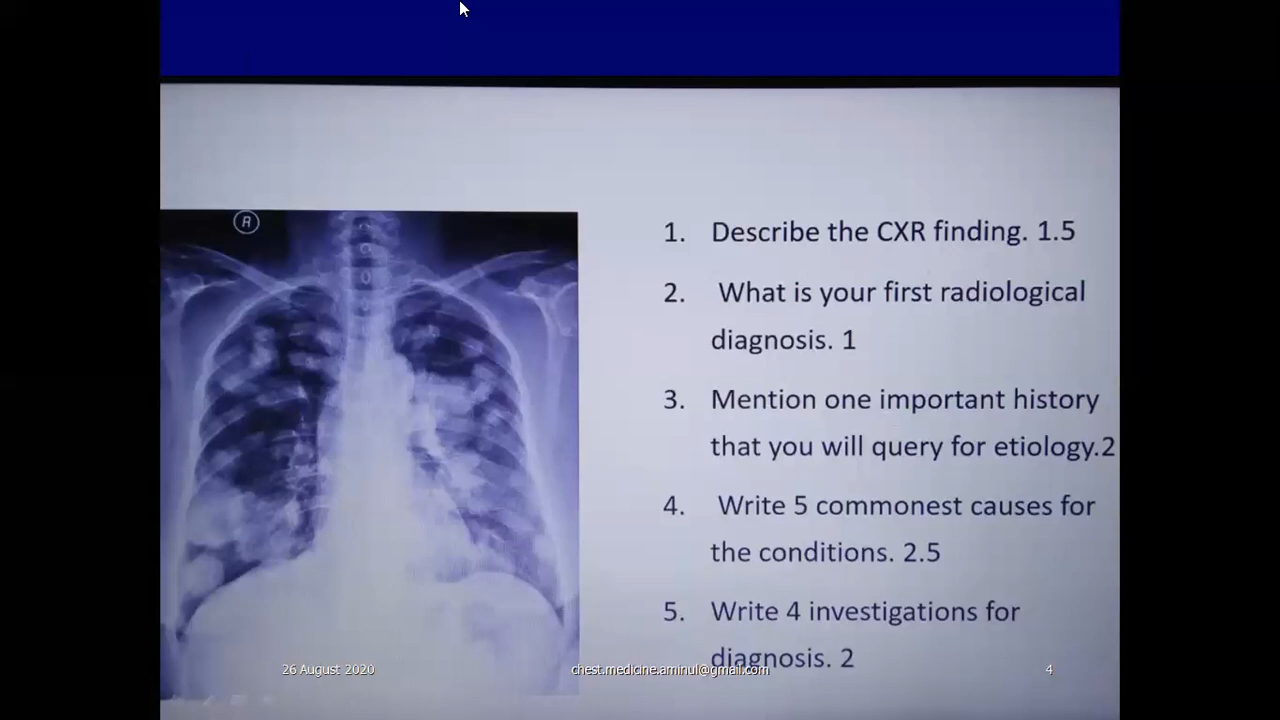 R
1. Describe the CXR finding. 1.5
2. What is your first radiological
diagnosis. 1
3. Mention one important history
that you will query for etiology.2
4. Write 5 commonest causes for
the conditions. 2.5
5. Write 4 investigations for
diagnosis. 2
26 August 2020
chest.medicine.aminul@gmail.com
4